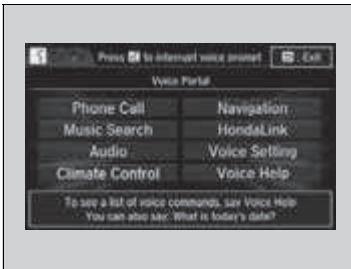 Press to interrupt voice prompt : Exit
Voice Portal
Phone Call Navigation
Music Search HondaLink
Audio Voice Setting
Climate Control Voice Help
To see a list of voice commands, say Voice Help
You can also say: What is today's date?